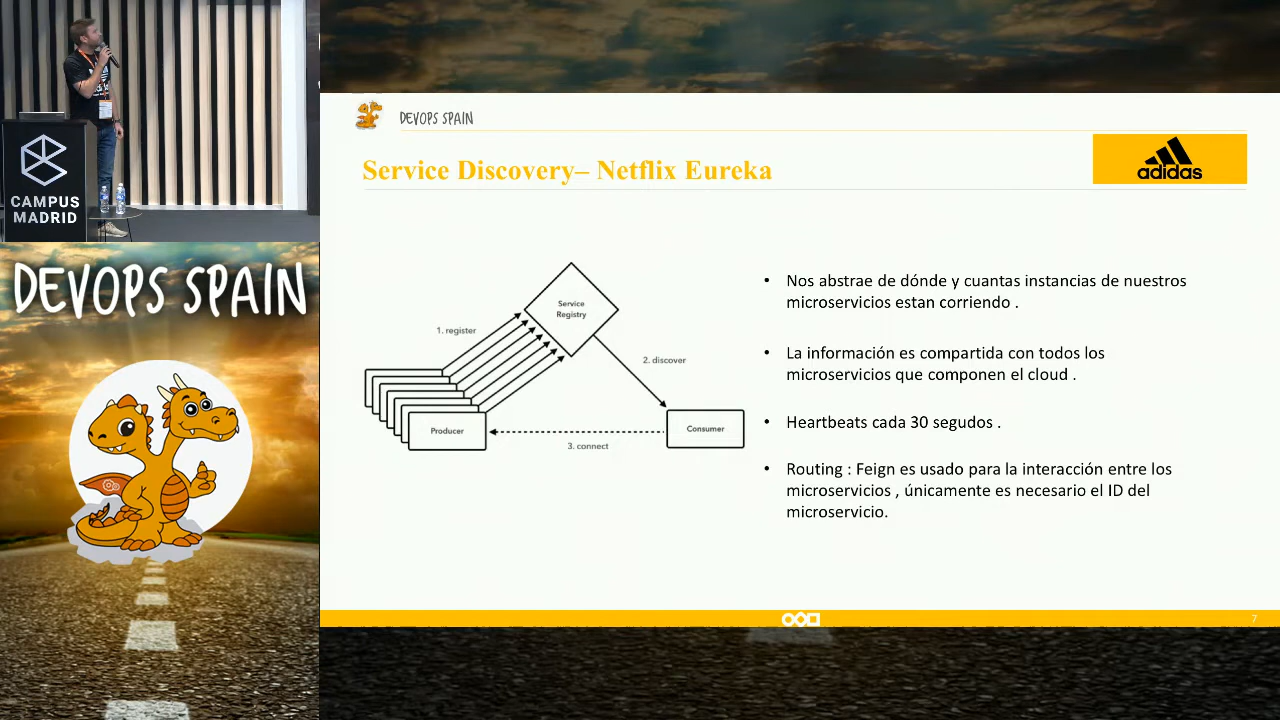 CAMPUS
MADRID
DEVOPS SPAIN
DEVOPS SPAIN
Service Discovery– Netflix Eureka
adidas
Service
Registry
1. register
2. discover
Producer
Consumer
3. connect
• Nos abstrae de dónde y cuantas instancias de nuestros
microservicios estan corriendo .
• La información es compartida con todos los
microservicios que componen el cloud .
• Heartbeats cada 30 segudos .
• Routing : Feign es usado para la interacción entre los
microservicios , únicamente es necesario el ID del
microservicio.
7